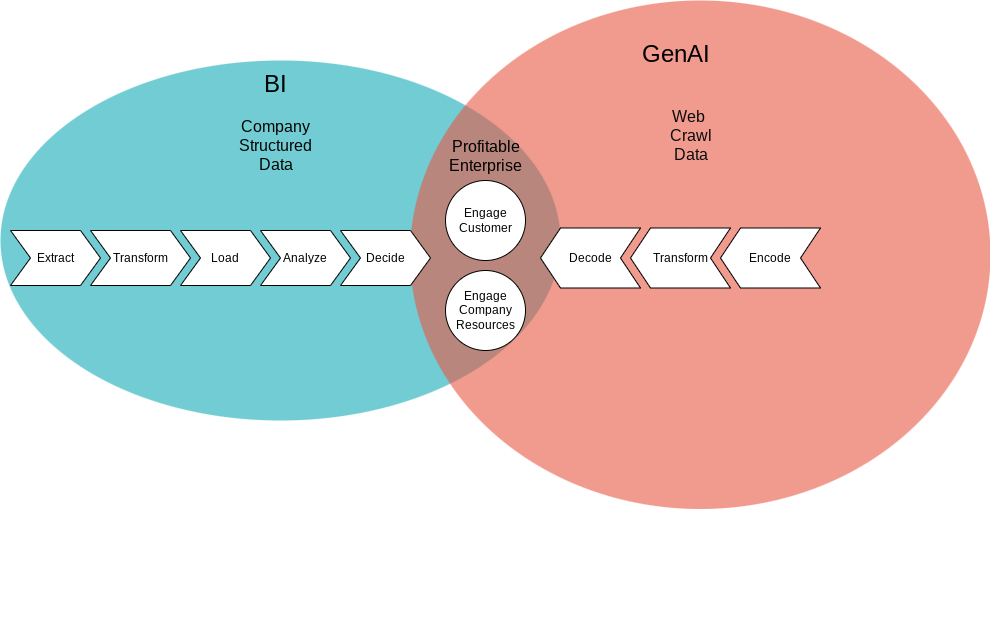 GenAI
BI
Web
Crawl
Data
Company
Structured
Data
Profitable
Enterprise
Engage
Customer
Extract
Transform
Load
Analyze
Decide
Decode
Transform
Encode
Engage
Company
Resources